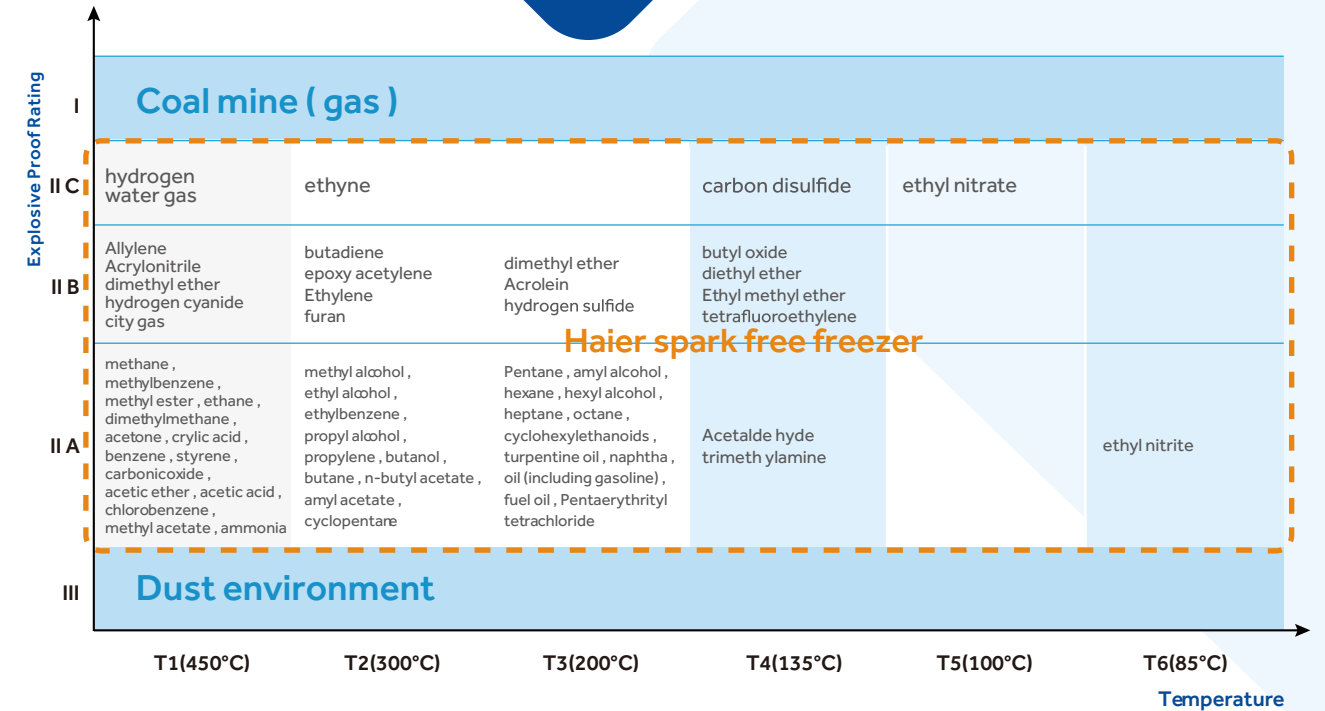 Explosive Proof Rating
I
Coal mine ( gas )
II C
hydrogen
water gas
ethyne
carbon disulfide
ethyl nitrate
II B
Allylene
Acrylonitrile
dimethyl ether
hydrogen cyanide
city gas
butadiene
epoxy acetylene
Ethylene
furan
dimethyl ether
Acrolein
hydrogen sulfide
butyl oxide
diethyl ether
Ethyl methyl ether
tetrafluoroethylene
Haier spark free freezer
II A
methane ,
methylbenzene ,
methyl ester , ethane ,
dimethylmethane ,
acetone , crylic acid ,
benzene , styrene ,
carbonicoxide ,
acetic ether , acetic acid ,
chlorobenzene ,
methyl acetate , ammonia
methyl alcohol ,
ethyl alcohol ,
ethylbenzene ,
propyl alcohol ,
propylene , butanol ,
butane , n-butyl acetate ,
amyl acetate ,
cyclopentane
Pentane , amyl alcohol ,
hexane , hexyl alcohol ,
heptane , octane ,
cyclohexylethanoids ,
turpentine oil , naphtha ,
oil (including gasoline) ,
fuel oil , Pentaerythrityl
tetrachloride
Acetalde hyde
trimeth ylamine
ethyl nitrite
III
Dust environment
T1(450°C)
T2(300°C)
T3(200°C)
T4(135°C)
T5(100°C)
T6(85°C)
Temperature